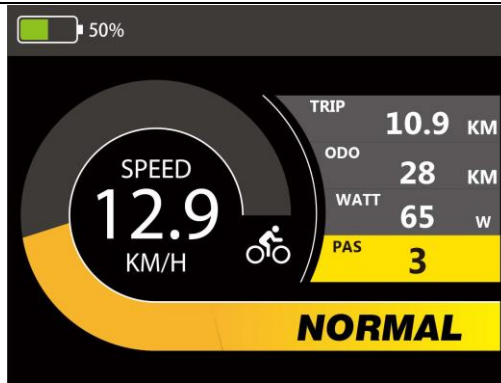 50%
SPEED
12.9
KM/H
TRIP 10.9 KM
ODO 28 KM
WATT 65 W
PAS 3
NORMAL